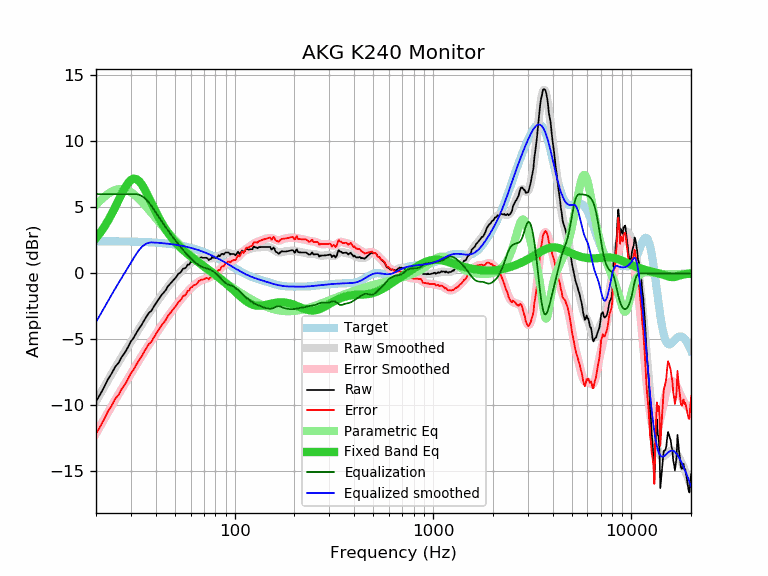 AKG K240 Monitor
15
10
5
0
−5
−10
−15
Amplitude (dBr)
Target
Raw Smoothed
Error Smoothed
Raw
Error
Parametric Eq
Fixed Band Eq
Equalization
Equalized smoothed
100
1000
10000
Frequency (Hz)